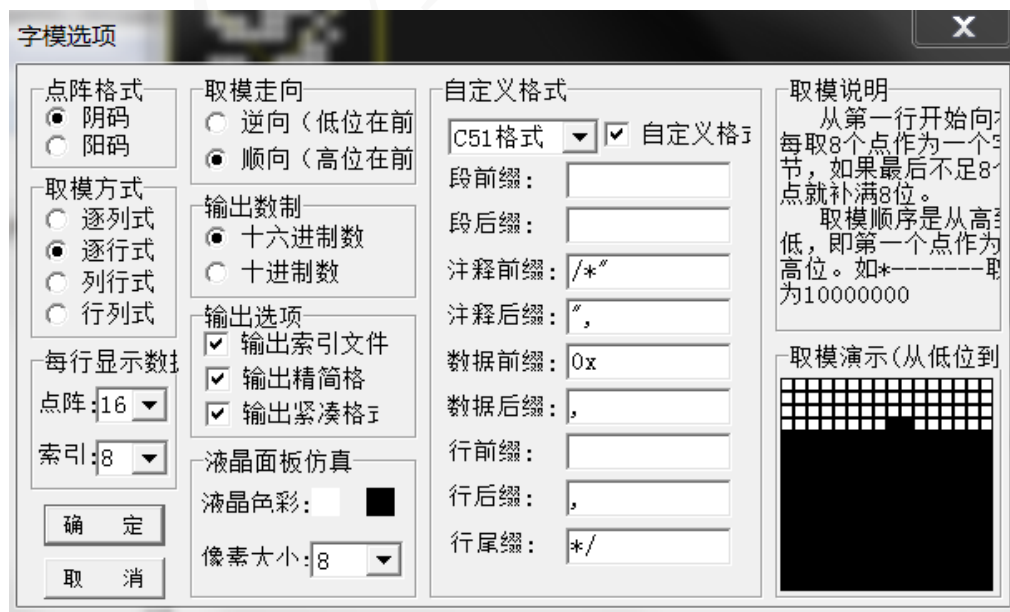 字模选项
X
点阵格式
阴码
阳码
取模方式
逐列式
逐行式
列行式
行列式
每行显示数
点阵:16
索引:8
确 定
取 消
取模走向
逆向(低位在前
顺向(高位在前
输出数制
十六进制数
十进制数
输出选项
输出索引文件
输出精简格
输出紧凑格
液晶面板仿真
液晶色彩:
像素大小:8
自定义格式
C51格式
自定义格
段前缀:
段后缀:
注释前缀: /*"
注释后缀: ",
数据前缀: 0x
数据后缀: ,
行前缀:
行后缀: ,
行尾缀: */
取模说明
从第一行开始向
每取8个点作为一个
节,如果最后不足8
点就补满8位。
取模顺序是从高
低,即第一个点作为
高位。如*-------取
为10000000
取模演示(从低位到